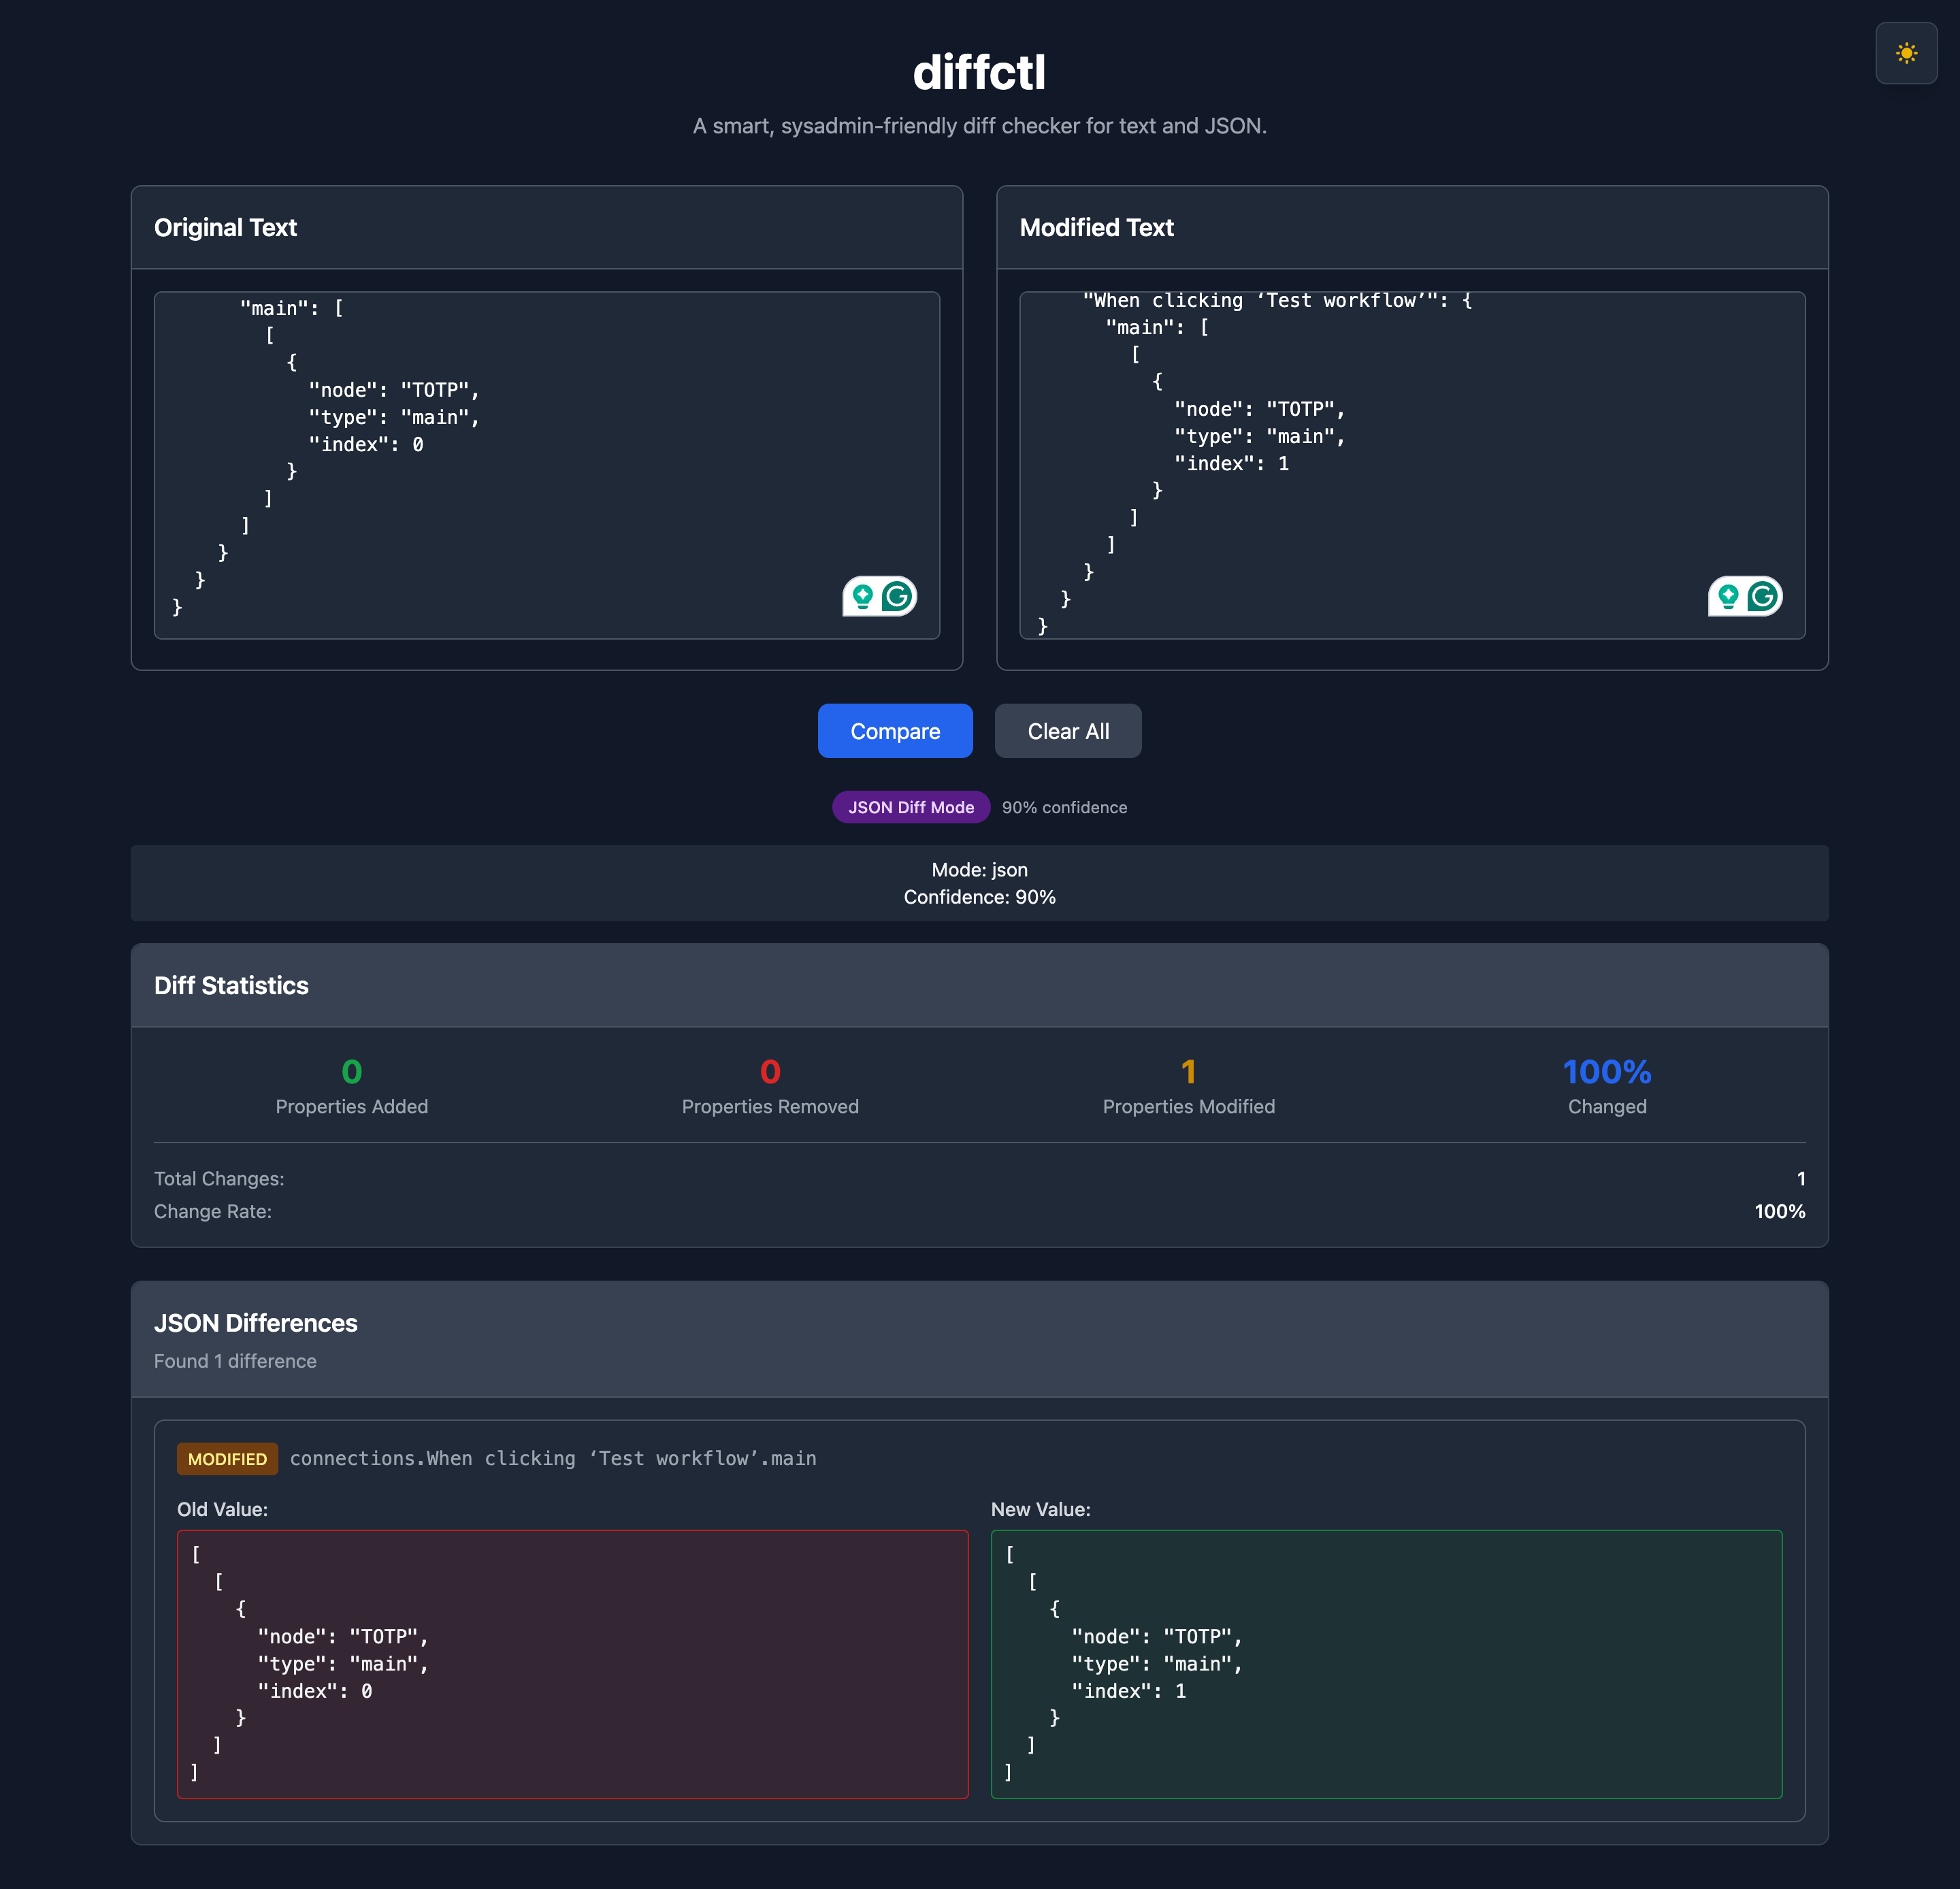 diffctl
A smart, sysadmin-friendly diff checker for text and JSON.
Original Text
"main": [
[
{
"node": "TOTP",
"type": "main",
"index": 0
}
]
]
}
}
}
Modified Text
"When clicking ‘Test workflow’": {
"main": [
[
{
"node": "TOTP",
"type": "main",
"index": 1
}
]
]
}
}
}
Compare
Clear All
JSON Diff Mode
90% confidence
Mode: json
Confidence: 90%
Diff Statistics
0
Properties Added
0
Properties Removed
1
Properties Modified
100%
Changed
Total Changes:
1
Change Rate:
100%
JSON Differences
Found 1 difference
MODIFIED connections.When clicking ‘Test workflow’.main
Old Value:
[
[
{
"node": "TOTP",
"type": "main",
"index": 0
}
]
]
New Value:
[
[
{
"node": "TOTP",
"type": "main",
"index": 1
}
]
]